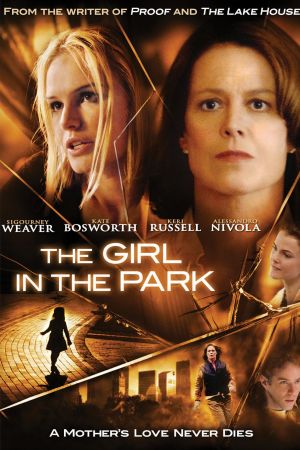 FROM THE WRITER OF PROOF AND THE LAKE HOUSE
SIGOURNEY WEAVER KATE BOSWORTH KERI RUSSELL ALESSANDRO NIVOLA
THE GIRL
IN THE PARK
A MOTHER'S LOVE NEVER DIES